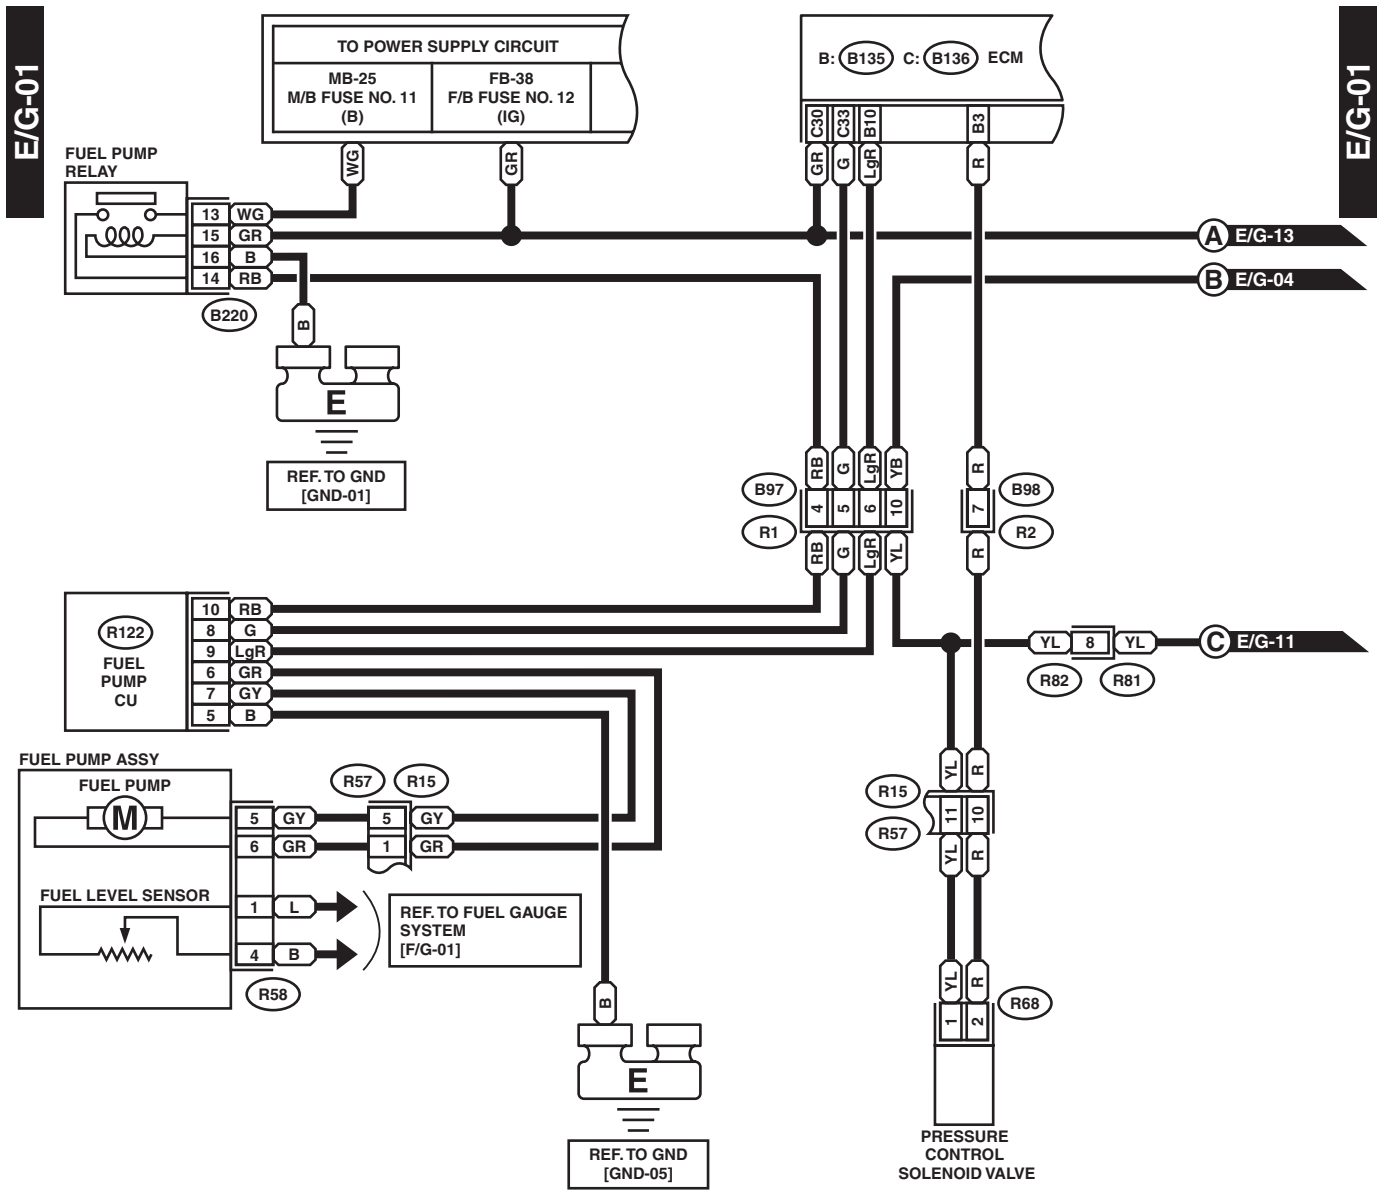 E/G-01
E/G-01
TO POWER SUPPLY CIRCUIT
MB-25
M/B FUSE NO. 11
(B)
FB-38
F/B FUSE NO. 12
(IG)
B: B135 C: B136 ECM
C30 C33 B10 B3
WG
GR
GR G LgR R
FUEL PUMP
RELAY
13 WG
15 GR
16 B
14 RB
B220
A E/G-13
B E/G-04
B
E
REF. TO GND
[GND-01]
RB G LgR YB R
B97
4 5 6 10
7
B98
R1
R2
RB G LgR YL R
R122
FUEL
PUMP
CU
10 RB
8 G
9 LgR
6 GR
7 GY
5 B
YL 8 YL
C E/G-11
R82 R81
FUEL PUMP ASSY
FUEL PUMP
M
R57 R15
5 GY 5 GY
6 GR 1 GR
FUEL LEVEL SENSOR
1 L
4 B
R58
REF. TO FUEL GAUGE
SYSTEM
[F/G-01]
YL R
R15
11 10
R57
YL R
YL R
R68
1 2
PRESSURE
CONTROL
SOLENOID VALVE
B
E
REF. TO GND
[GND-05]